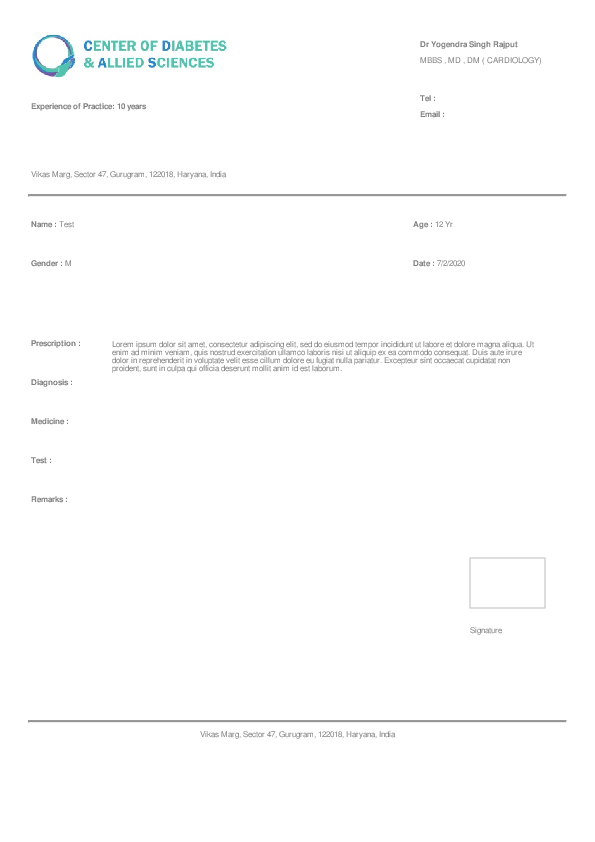 CENTER OF DIABETES
& ALLIED SCIENCES
Dr Yogendra Singh Rajput
MBBS , MD , DM ( CARDIOLOGY)
Tel :
Experience of Practice: 10 years
Email :
Vikas Marg, Sector 47, Gurugram, 122018, Haryana, India
Name : Test
Age : 12 Yr
Gender : M
Date : 7/2/2020
Prescription :
Lorem ipsum dolor sit amet, consectetur adipiscing elit, sed do eiusmod tempor incididunt ut labore et dolore magna aliqua. Ut
enim ad minim veniam, quis nostrud exercitation ullamco laboris nisi ut aliquip ex ea commodo consequat. Duis aute irure
dolor in reprehenderit in voluptate velit esse cillum dolore eu fugiat nulla pariatur. Excepteur sint occaecat cupidatat non
proident, sunt in culpa qui officia deserunt mollit anim id est laborum.
Diagnosis :
Medicine :
Test :
Remarks :
Signature
Vikas Marg, Sector 47, Gurugram, 122018, Haryana, India